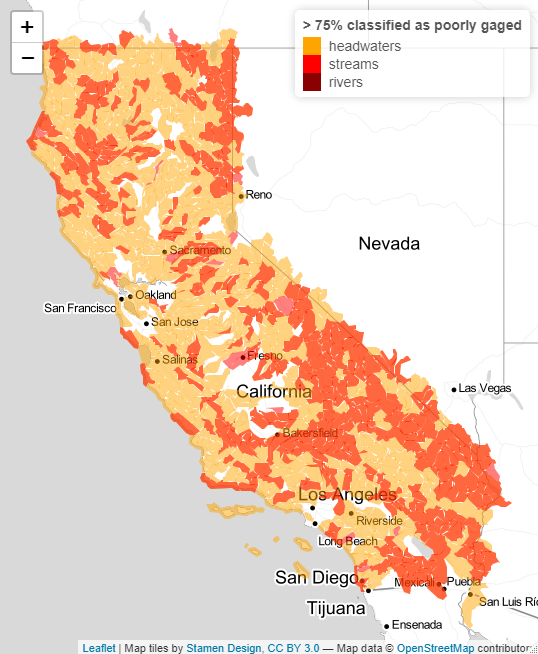 +
−
> 75% classified as poorly gaged
headwaters
streams
rivers
Reno
Nevada
Sacramento
Oakland
San Francisco
San Jose
Salinas
Fresno
Las Vegas
California
Bakersfield
Los Angeles
Riverside
Long Beach
San Diego
Mexicali
Puebla
Tijuana
San Luis Río
Ensenada
Leaflet | Map tiles by Stamen Design, CC BY 3.0 — Map data © OpenStreetMap contributors